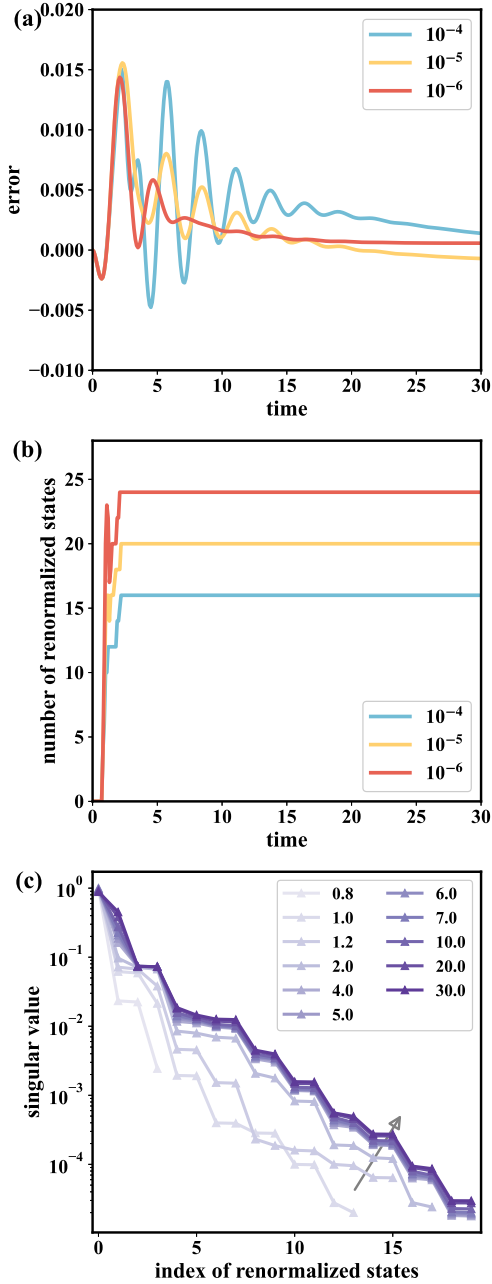 (a)
0.020
0.015
0.010
0.005
0.000
−0.005
−0.010
error
10⁻⁴
10⁻⁵
10⁻⁶
0 5 10 15 20 25 30
time
(b)
25
20
15
10
5
0
number of renormalized states
10⁻⁴
10⁻⁵
10⁻⁶
0 5 10 15 20 25 30
time
(c)
10⁰
10⁻¹
10⁻²
10⁻³
10⁻⁴
singular value
0.8 6.0
1.0 7.0
1.2 10.0
2.0 20.0
4.0 30.0
5.0
0 5 10 15
index of renormalized states